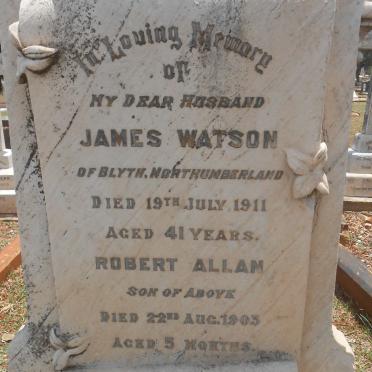 In Loving Memory
of
MY DEAR HUSBAND
JAMES WATSON
OF BLYTH, NORTHUMBERLAND
DIED 19TH JULY, 1911
AGED 41 YEARS.
ROBERT ALLAN
SON OF ABOVE
DIED 22ND AUG. 1903
AGED 5 MONTHS.